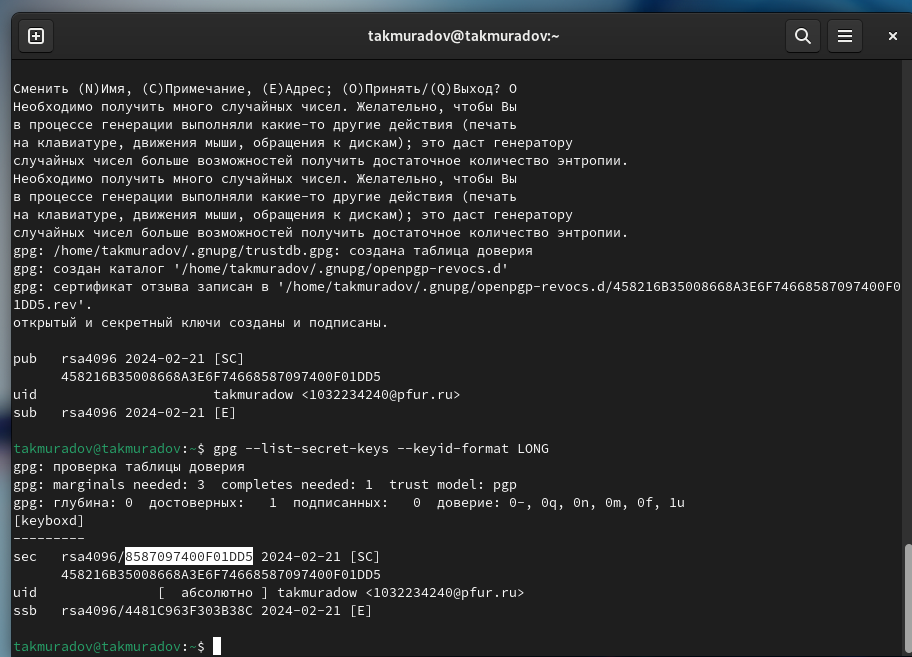 takmuradov@takmuradov:~
Сменить (N)Имя, (C)Примечание, (E)Адрес; (O)Принять/(Q)Выход? O
Необходимо получить много случайных чисел. Желательно, чтобы Вы
в процессе генерации выполняли какие-то другие действия (печать
на клавиатуре, движения мыши, обращения к дискам); это даст генератору
случайных чисел больше возможностей получить достаточное количество энтропии.
Необходимо получить много случайных чисел. Желательно, чтобы Вы
в процессе генерации выполняли какие-то другие действия (печать
на клавиатуре, движения мыши, обращения к дискам); это даст генератору
случайных чисел больше возможностей получить достаточное количество энтропии.
gpg: /home/takmuradov/.gnupg/trustdb.gpg: создана таблица доверия
gpg: создан каталог '/home/takmuradov/.gnupg/openpgp-revocs.d'
gpg: сертификат отзыва записан в '/home/takmuradov/.gnupg/openpgp-revocs.d/458216B35008668A3E6F74668587097400F0
1DD5.rev'.
открытый и секретный ключи созданы и подписаны.
pub   rsa4096 2024-02-21 [SC]
      458216B35008668A3E6F74668587097400F01DD5
uid                      takmuradow <1032234240@pfur.ru>
sub   rsa4096 2024-02-21 [E]
takmuradov@takmuradov:~$ gpg --list-secret-keys --keyid-format LONG
gpg: проверка таблицы доверия
gpg: marginals needed: 3  completes needed: 1  trust model: pgp
gpg: глубина: 0  достоверных:   1  подписанных:   0  доверие: 0-, 0q, 0n, 0m, 0f, 1u
[keyboxd]
---------
sec   rsa4096/8587097400F01DD5 2024-02-21 [SC]
      458216B35008668A3E6F74668587097400F01DD5
uid               [  абсолютно ] takmuradow <1032234240@pfur.ru>
ssb   rsa4096/4481C963F303B38C 2024-02-21 [E]
takmuradov@takmuradov:~$